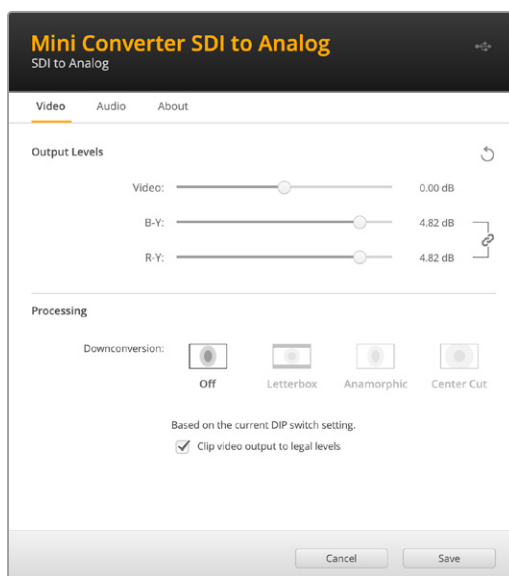 Mini Converter SDI to Analog
SDI to Analog
Video Audio About
Output Levels
Video: 0.00 dB
B-Y: 4.82 dB
R-Y: 4.82 dB
Processing
Downconversion:
Off Letterbox Anamorphic Center Cut
Based on the current DIP switch setting.
Clip video output to legal levels
Cancel Save